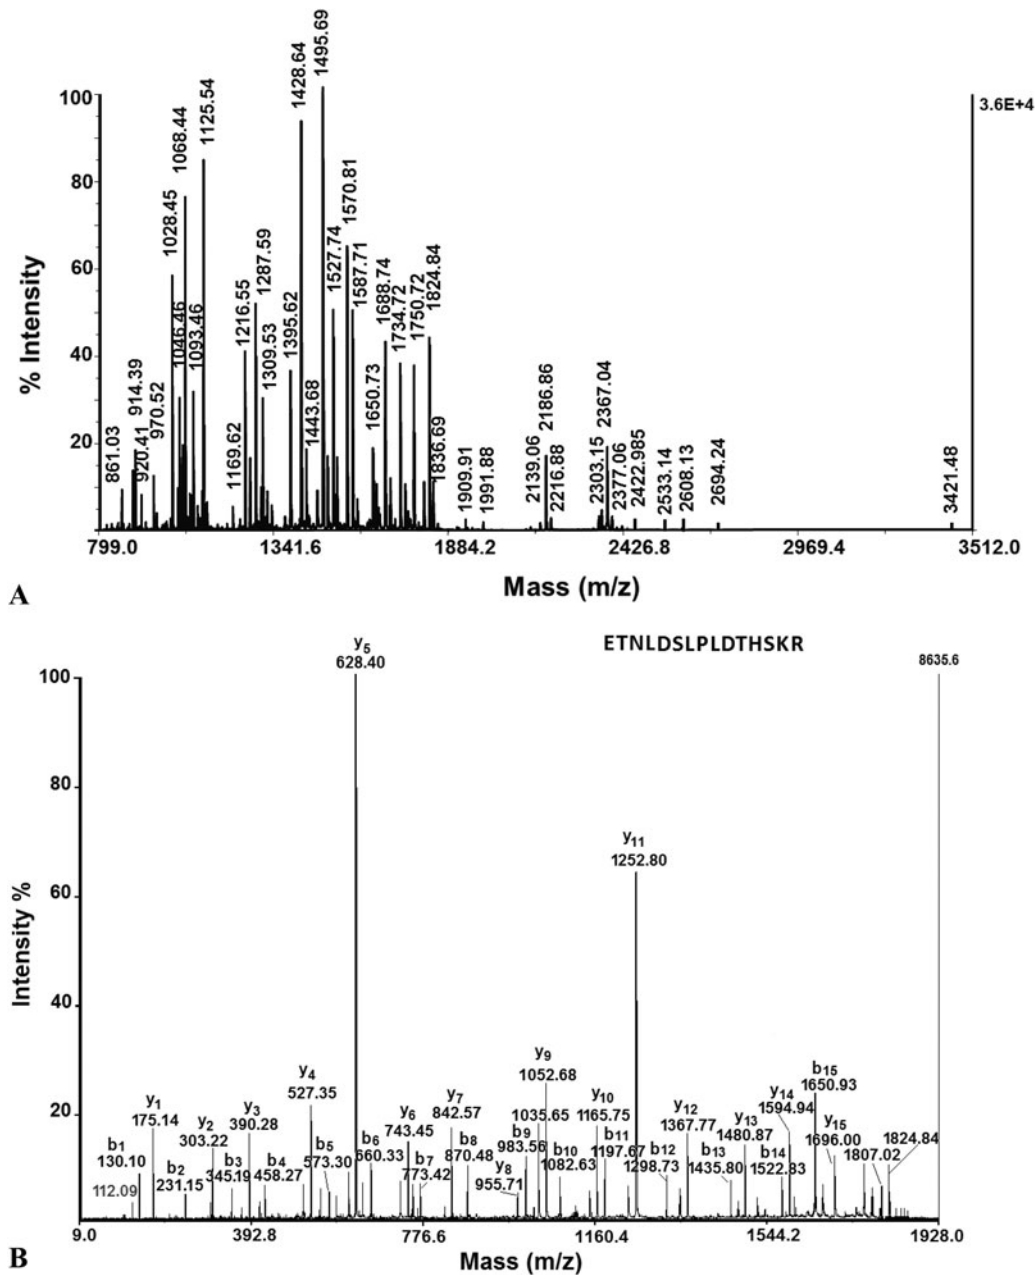 3.6E+4
100
80
60
40
20
% Intensity
861.03
914.39
920.41
970.52
1028.45
1046.46
1068.44
1093.46
1125.54
1169.62
1216.55
1287.59
1309.53
1395.62
1428.64
1443.68
1495.69
1527.74
1570.81
1587.71
1650.73
1688.74
1734.72
1750.72
1824.84
1836.69
1909.91
1991.88
2139.06
2186.86
2216.88
2303.15
2367.04
2377.06
2422.985
2533.14
2608.13
2694.24
3421.48
799.0 1341.6 1884.2 2426.8 2969.4 3512.0
Mass (m/z)
A
ETNLDSLPLDTHSKR
8635.6
100
80
60
40
20
Intensity %
112.09
b1
130.10
y1
175.14
b2
231.15
y2
303.22
b3
345.19
y3
390.28
b4
458.27
y4
527.35
b5
573.30
y5
628.40
b6
660.33
y6
743.45
b7
773.42
y7
842.57
b8
870.48
y8
955.71
b9
983.56
1035.65
y9
1052.68
b10
1082.63
y10
1165.75
b11
1197.67
y11
1252.80
b12
1298.73
y12
1367.77
b13
1435.80
y13
1480.87
b14
1522.83
y14
1594.94
b15
1650.93
y15
1696.00
1807.02
1824.84
9.0 392.8 776.6 1160.4 1544.2 1928.0
Mass (m/z)
B